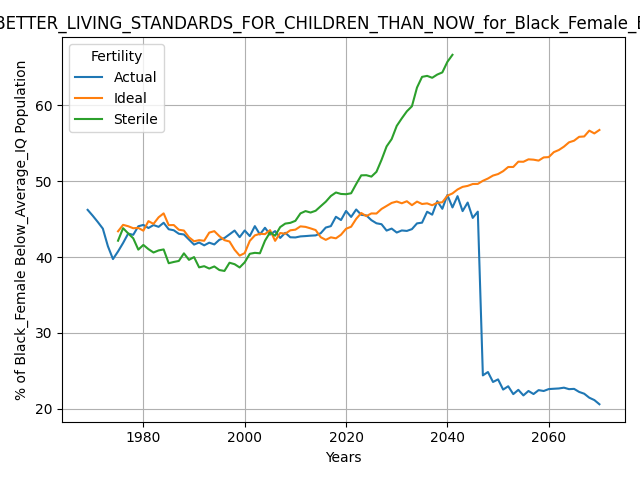 BETTER_LIVING_STANDARDS_FOR_CHILDREN_THAN_NOW_for_Black_Female_
Fertility
Actual
Ideal
Sterile
% of Black_Female Below_Average_IQ Population
60
50
40
30
20
1980 2000 2020 2040 2060
Years